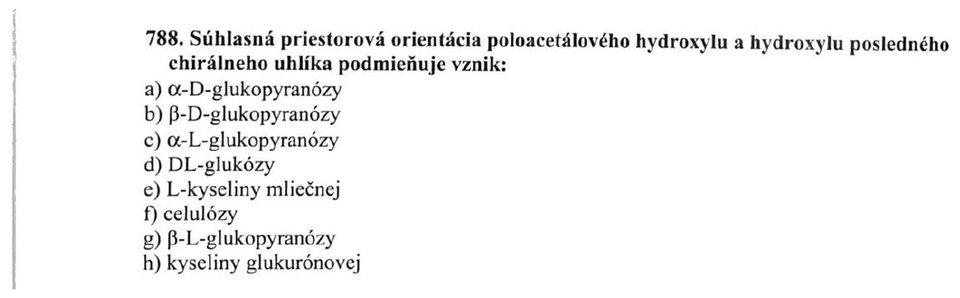 788. Súhlasná priestorová orientácia poloacetálového hydroxylu a hydroxylu posledného
chirálneho uhlíka podmieňuje vznik:
a) α-D-glukopyranózy
b) β-D-glukopyranózy
c) α-L-glukopyranózy
d) DL-glukózy
e) L-kyseliny mliečnej
f) celulózy
g) β-L-glukopyranózy
h) kyseliny glukurónovej